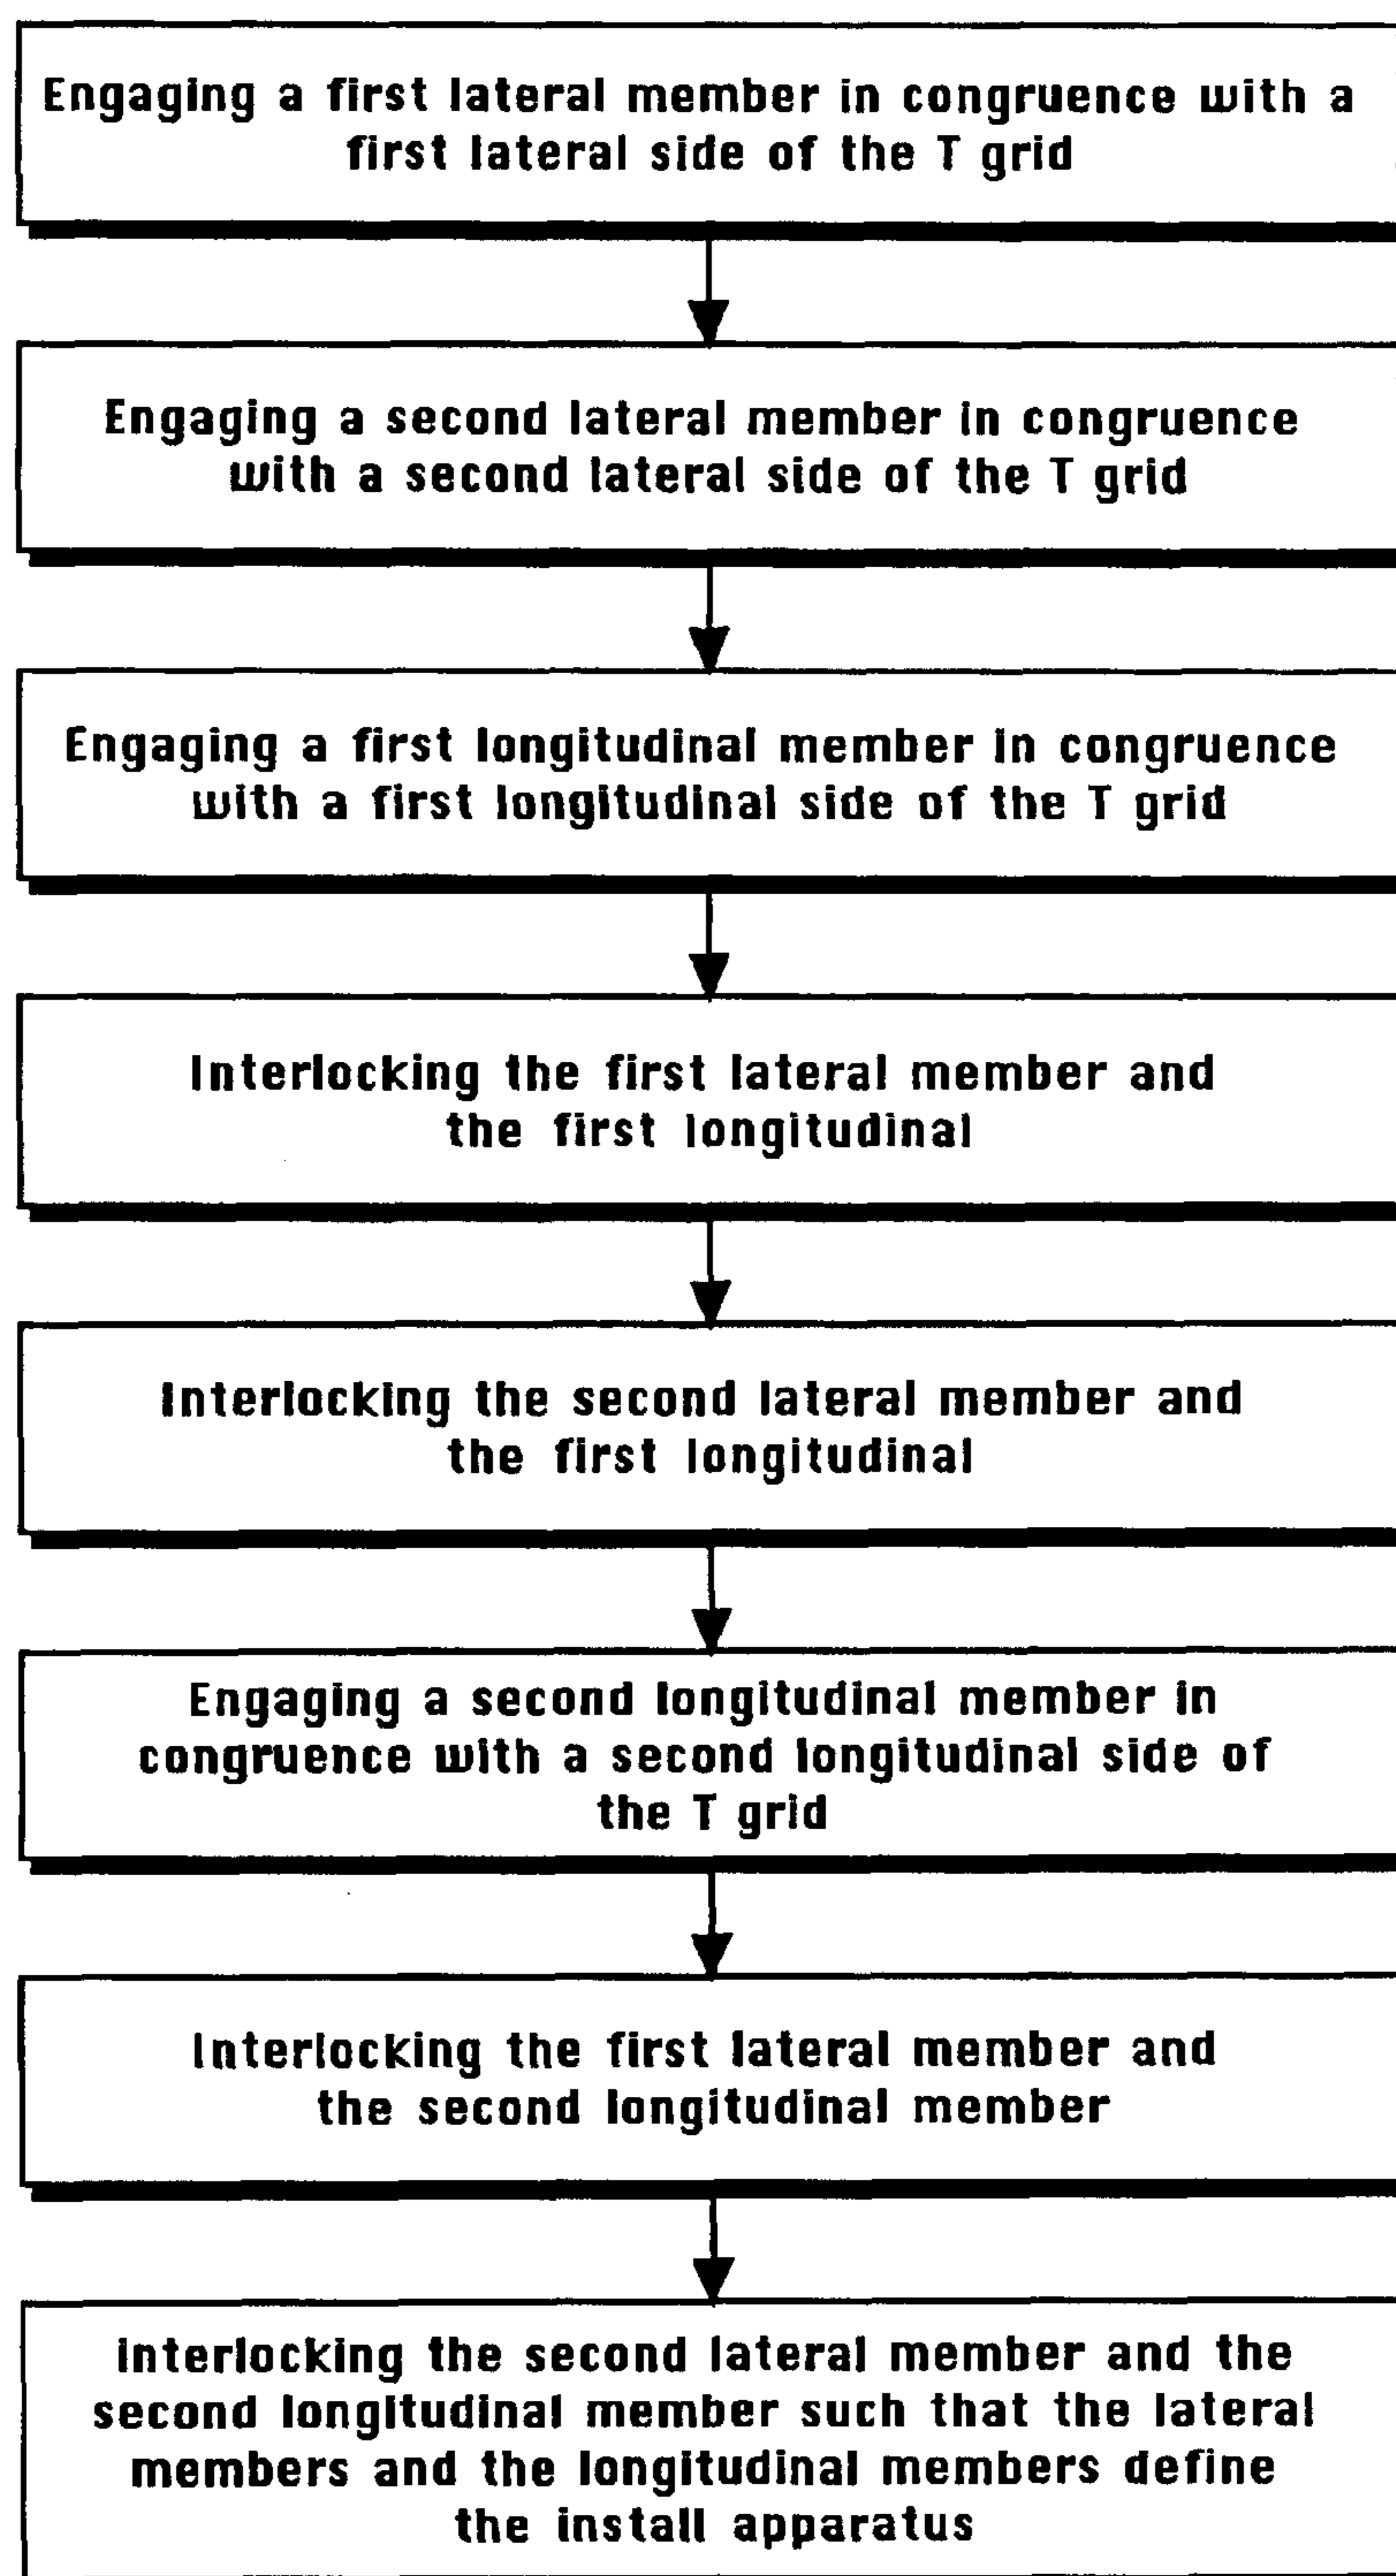 Engaging a first lateral member in congruence with a
first lateral side of the T grid
Engaging a second lateral member in congruence
with a second lateral side of the T grid
Engaging a first longitudinal member in congruence
with a first longitudinal side of the T grid
Interlocking the first lateral member and
the first longitudinal
Interlocking the second lateral member and
the first longitudinal
Engaging a second longitudinal member in
congruence with a second longitudinal side of
the T grid
Interlocking the first lateral member and
the second longitudinal member
Interlocking the second lateral member and the
second longitudinal member such that the lateral
members and the longitudinal members define
the install apparatus